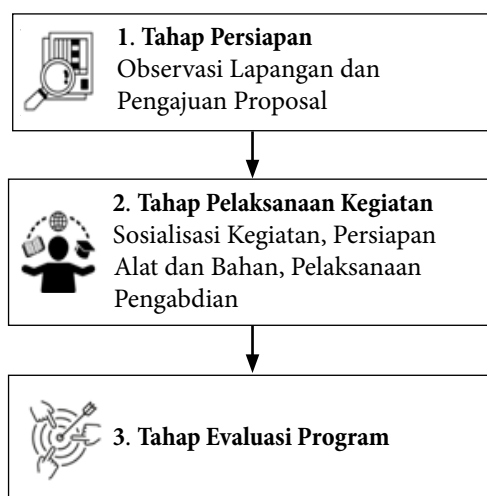 1. Tahap Persiapan
Observasi Lapangan dan
Pengajuan Proposal
2. Tahap Pelaksanaan Kegiatan
Sosialisasi Kegiatan, Persiapan
Alat dan Bahan, Pelaksanaan
Pengabdian
3. Tahap Evaluasi Program